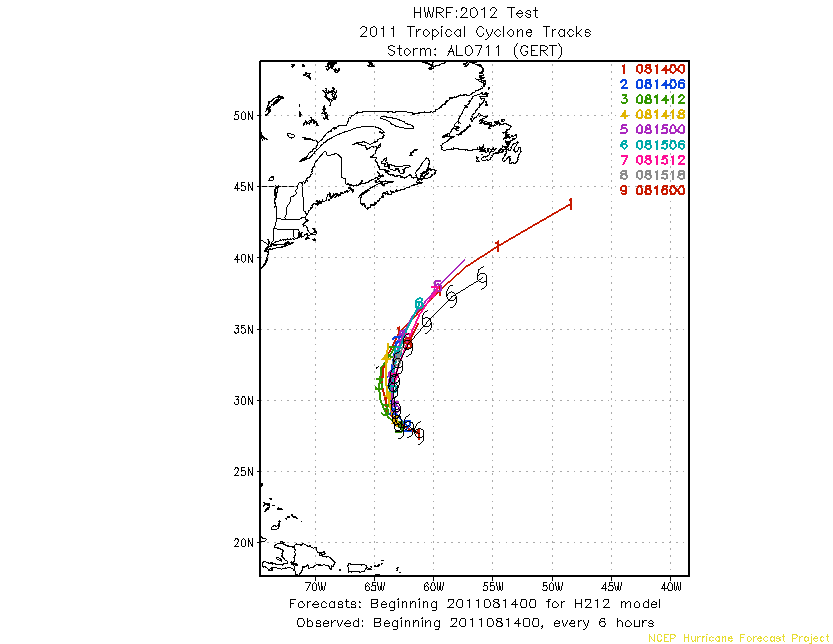 HWRF:2012 Test
2011 Tropical Cyclone Tracks
Storm: AL0711 (GERT)
1 081400
2 081406
3 081412
4 081418
5 081500
6 081506
7 081512
8 081518
9 081600
50N
45N
40N
35N
30N
25N
20N
70W 65W 60W 55W 50W 45W 40W
Forecasts: Beginning 2011081400 for H212 model
Observed: Beginning 2011081400, every 6 hours
NCEP Hurricane Forecast Project